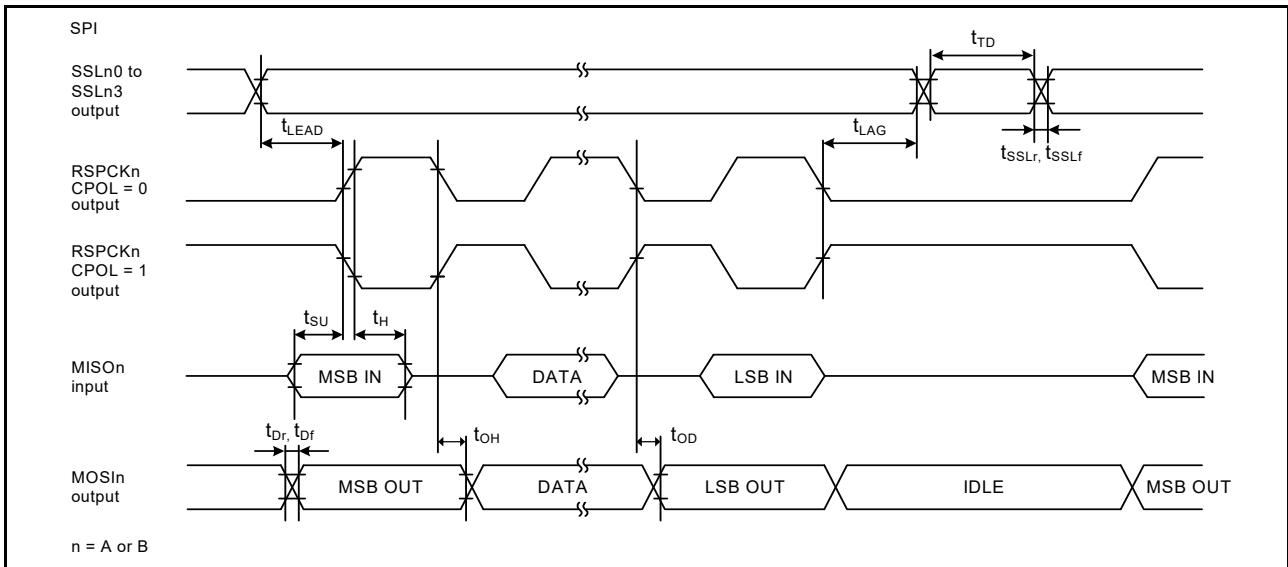 SPI
tTD
SSLn0 to
SSLn3
output
tLEAD
tLAG
tSSLr, tSSLf
RSPCKn
CPOL = 0
output
RSPCKn
CPOL = 1
output
tSU
tH
MISOn
input
MSB IN
DATA
LSB IN
MSB IN
tDr, tDf
tOH
tOD
MOSIn
output
MSB OUT
DATA
LSB OUT
IDLE
MSB OUT
n = A or B